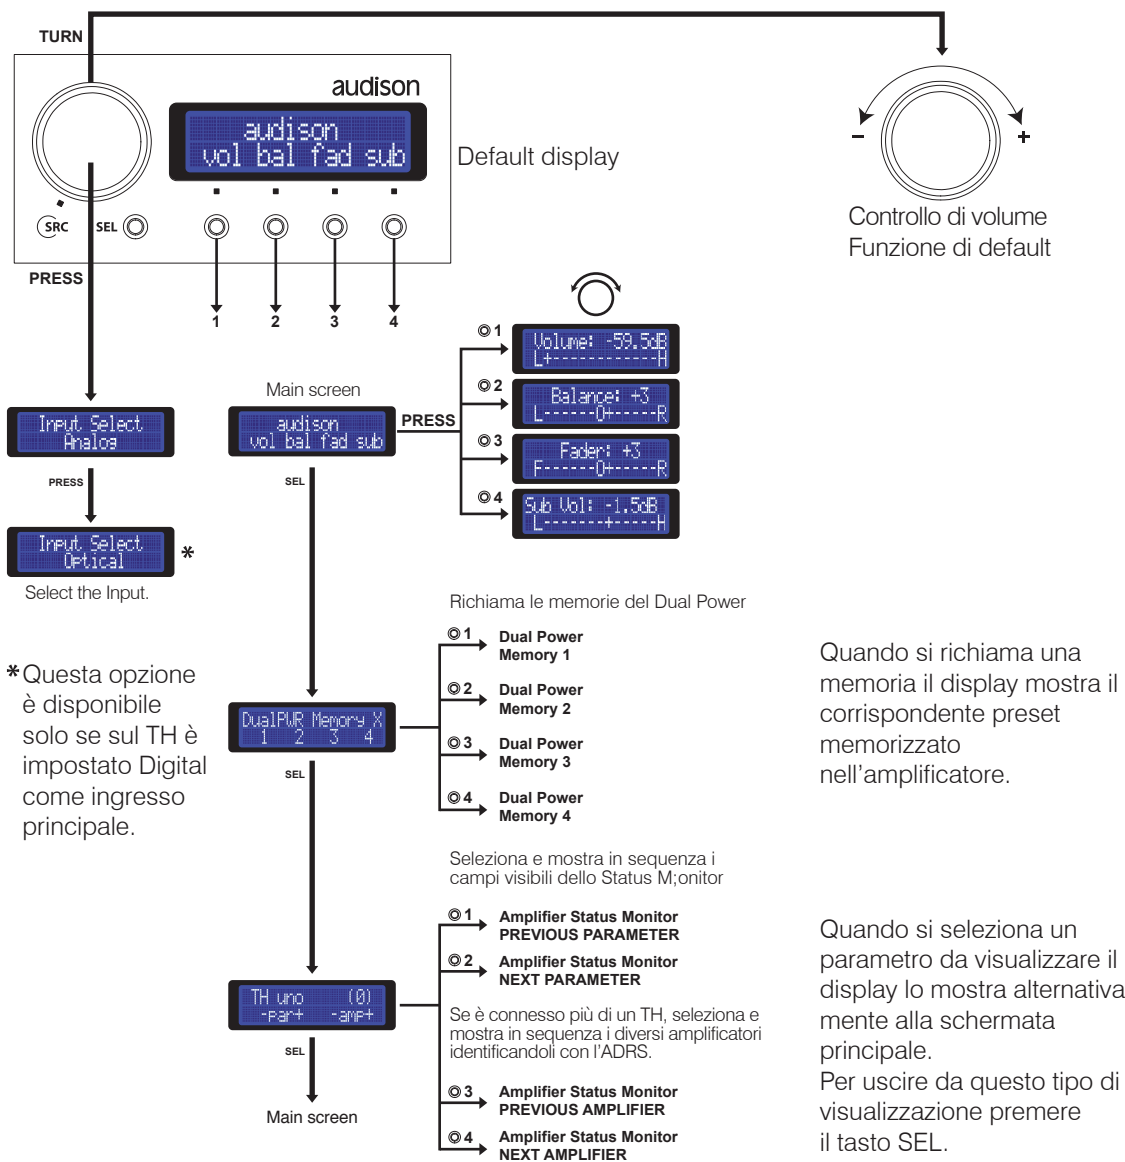 TURN
audison
audison
vol bal fad sub
Default display
SRC
SEL
PRESS
1
2
3
4
-
+
Controllo di volume
Funzione di default
Input Select
Analog
PRESS
Input Select
Optical
*
Select the Input.
*Questa opzione
è disponibile
solo se sul TH è
impostato Digital
come ingresso
principale.
Main screen
audison
vol bal fad sub
PRESS
1
Volume: -59.5dB
L+------------H
2
Balance: +3
L------0+-----R
3
Fader: +3
F------0+-----R
4
Sub Vol: -1.5dB
L-------+-----H
SEL
Richiama le memorie del Dual Power
DualPWR Memory X
1 2 3 4
1 Dual Power
Memory 1
2 Dual Power
Memory 2
3 Dual Power
Memory 3
4 Dual Power
Memory 4
Quando si richiama una
memoria il display mostra il
corrispondente preset
memorizzato
nell'amplificatore.
SEL
Seleziona e mostra in sequenza i
campi visibili dello Status M;onitor
TH uno (0)
-par+ -amp+
1 Amplifier Status Monitor
PREVIOUS PARAMETER
2 Amplifier Status Monitor
NEXT PARAMETER
Se è connesso più di un TH, seleziona e
mostra in sequenza i diversi amplificatori
identificandoli con l'ADRS.
3 Amplifier Status Monitor
PREVIOUS AMPLIFIER
4 Amplifier Status Monitor
NEXT AMPLIFIER
SEL
Main screen
Quando si seleziona un
parametro da visualizzare il
display lo mostra alternativa
mente alla schermata
principale.
Per uscire da questo tipo di
visualizzazione premere
il tasto SEL.